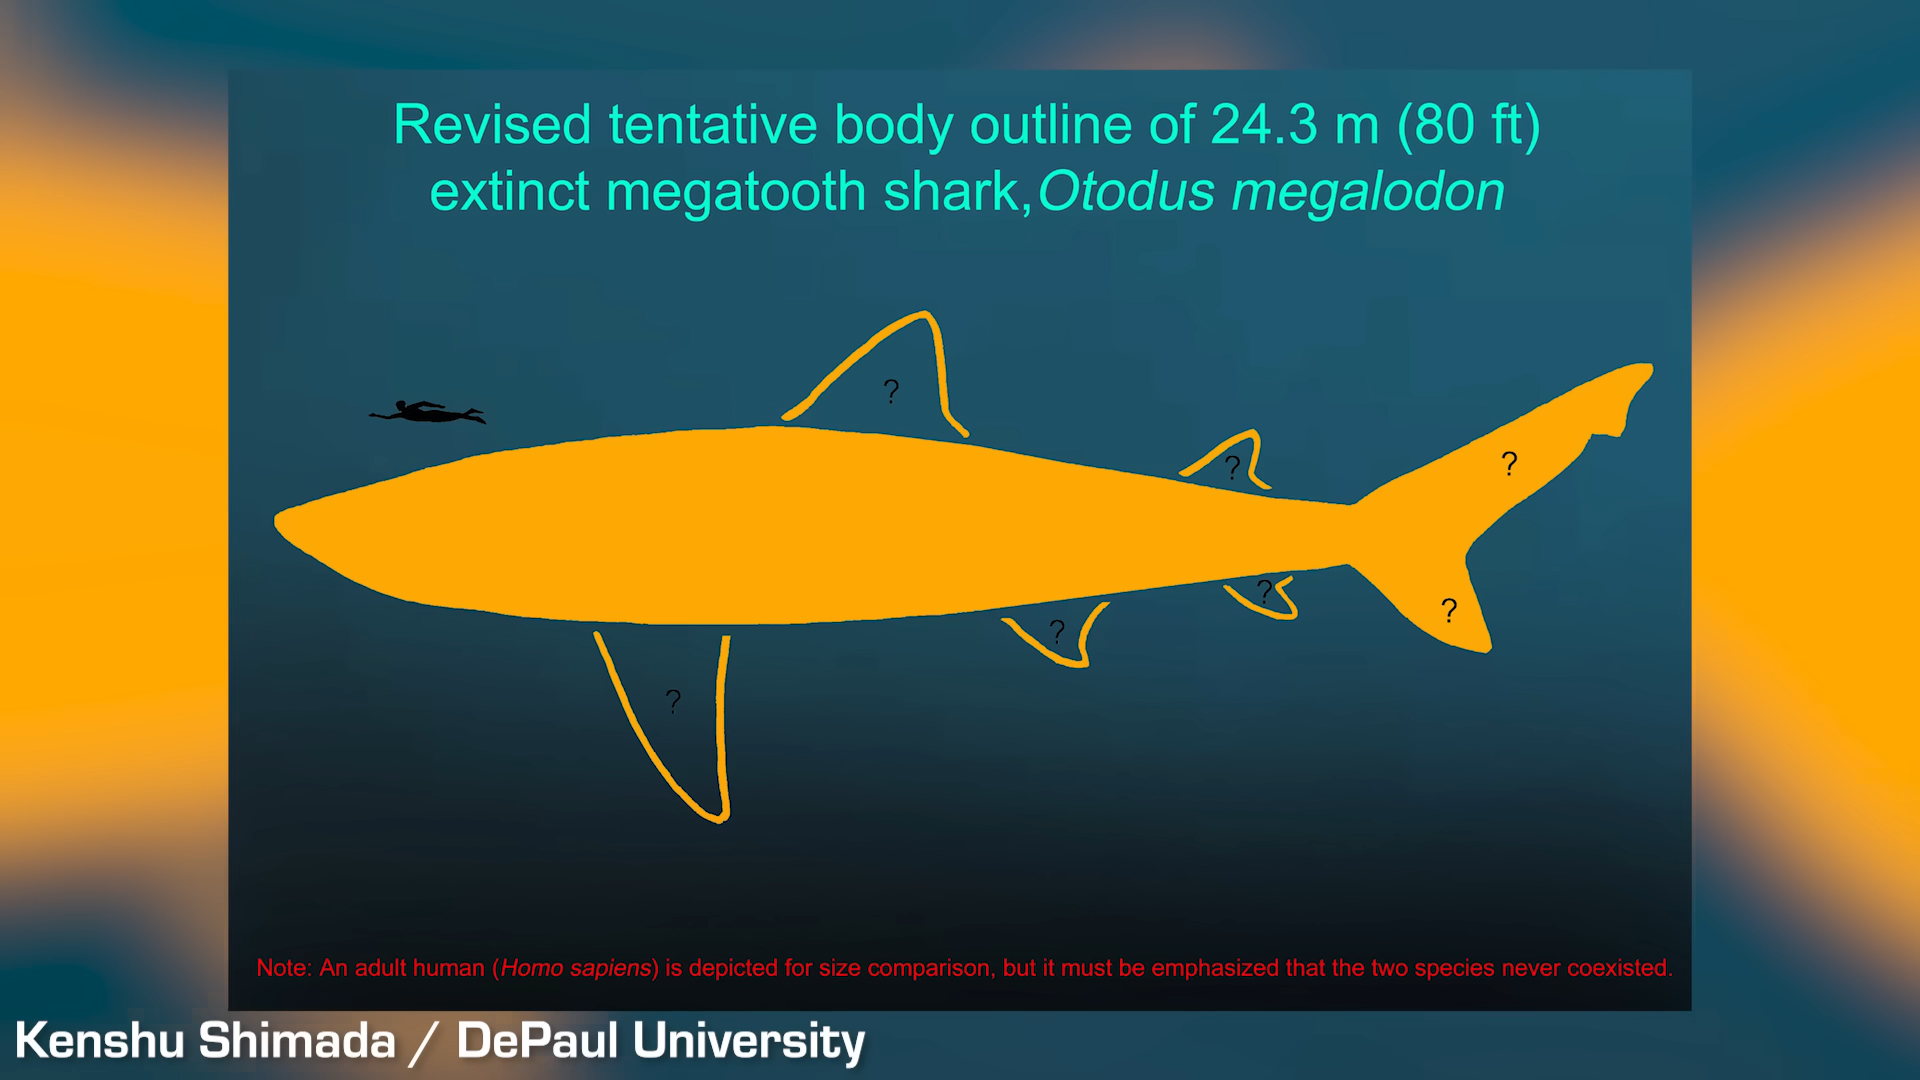 Revised tentative body outline of 24.3 m (80 ft)
extinct megatooth shark, Otodus megalodon
?
?
?
?
?
?
?
?
Note: An adult human (Homo sapiens) is depicted for size comparison, but it must be emphasized that the two species never coexisted.
Kenshu Shimada / DePaul University